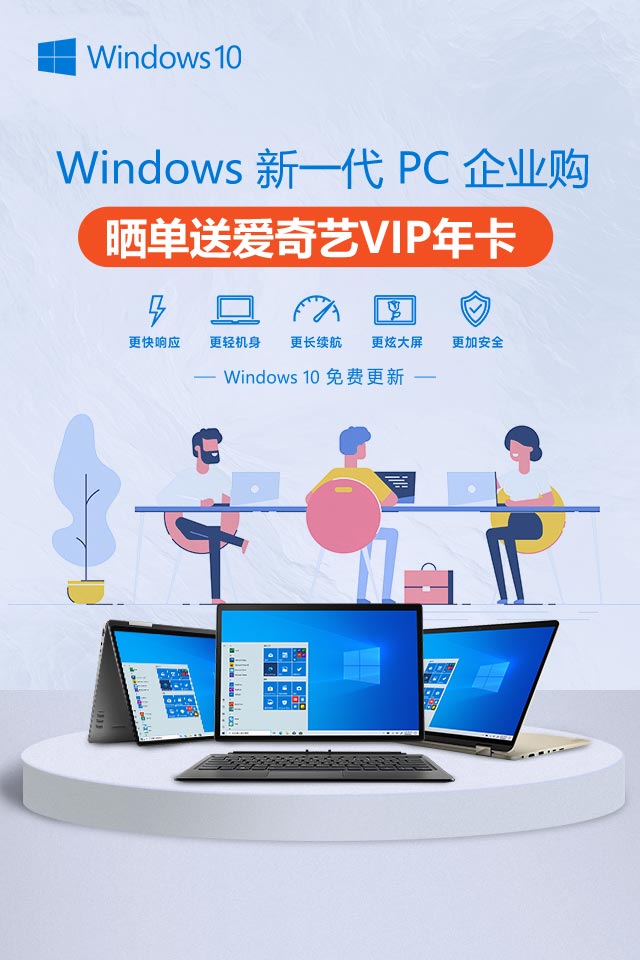 Windows 10
Windows 新一代 PC 企业购
晒单送爱奇艺VIP年卡
更快响应 更轻机身 更长续航 更炫大屏 更加安全
Windows 10 免费更新